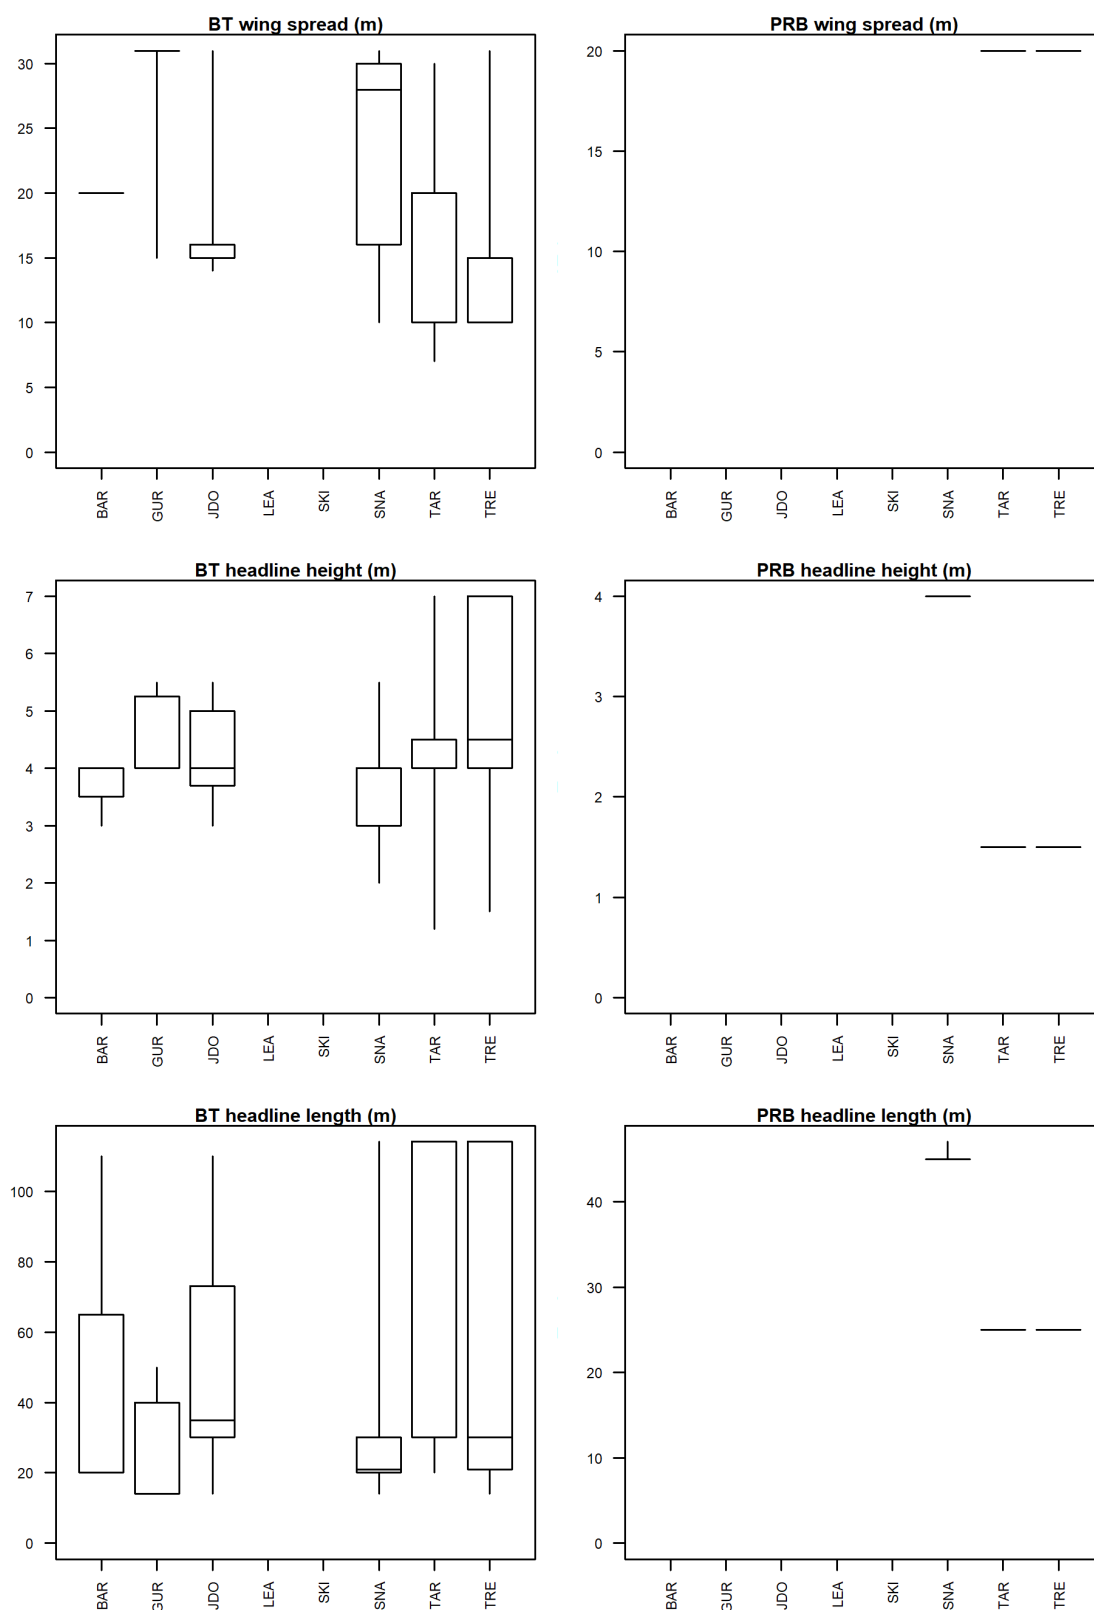 BT wing spread (m)
30
25
20
15
10
5
0
BAR
GUR
JDO
LEA
SKI
SNA
TAR
TRE
PRB wing spread (m)
20
15
10
5
0
BAR
GUR
JDO
LEA
SKI
SNA
TAR
TRE
BT headline height (m)
7
6
5
4
3
2
1
0
BAR
GUR
JDO
LEA
SKI
SNA
TAR
TRE
PRB headline height (m)
4
3
2
1
0
BAR
GUR
JDO
LEA
SKI
SNA
TAR
TRE
BT headline length (m)
100
80
60
40
20
0
BAR
GUR
JDO
LEA
SKI
SNA
TAR
TRE
PRB headline length (m)
40
30
20
10
0
BAR
GUR
JDO
LEA
SKI
SNA
TAR
TRE